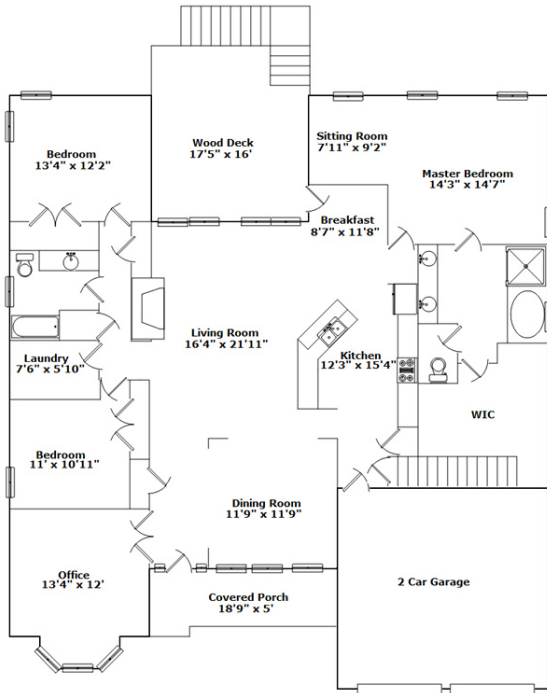 Wood Deck
17'5" x 16'
Sitting Room
7'11" x 9'2"
Bedroom
13'4" x 12'2"
Master Bedroom
14'3" x 14'7"
Breakfast
8'7" x 11'8"
Living Room
16'4" x 21'11"
Kitchen
12'3" x 15'4"
Laundry
7'6" x 5'10"
WIC
Bedroom
11' x 10'11"
Dining Room
11'9" x 11'9"
Office
13'4" x 12'
2 Car Garage
Covered Porch
18'9" x 5'